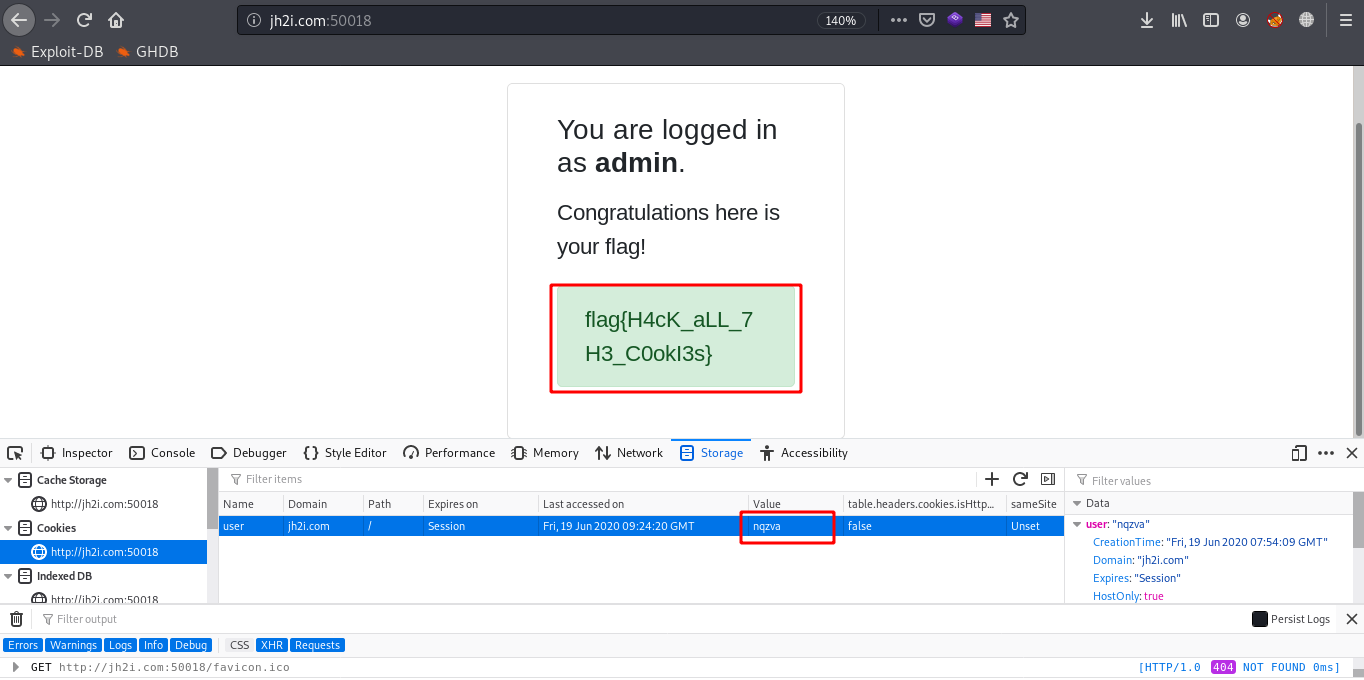 jh2i.com:50018
140%
Exploit-DB
GHDB
You are logged in
as admin.
Congratulations here is
your flag!
flag{H4cK_aLL_7
H3_C0okI3s}
Inspector
Console
Debugger
Style Editor
Performance
Memory
Network
Storage
Accessibility
Cache Storage
http://jh2i.com:50018
Cookies
http://jh2i.com:50018
Indexed DB
http://jh2i.com:50018
Filter items
Name Domain Path Expires on Last accessed on Value table.headers.cookies.isHttp... sameSite
user jh2i.com / Session Fri, 19 Jun 2020 09:24:20 GMT nqzva false Unset
Filter values
Data
user: "nqzva"
CreationTime: "Fri, 19 Jun 2020 07:54:09 GMT"
Domain: "jh2i.com"
Expires: "Session"
HostOnly: true
Filter output
Persist Logs
Errors Warnings Logs Info Debug CSS XHR Requests
GET http://jh2i.com:50018/favicon.ico [HTTP/1.0 404 NOT FOUND 0ms]